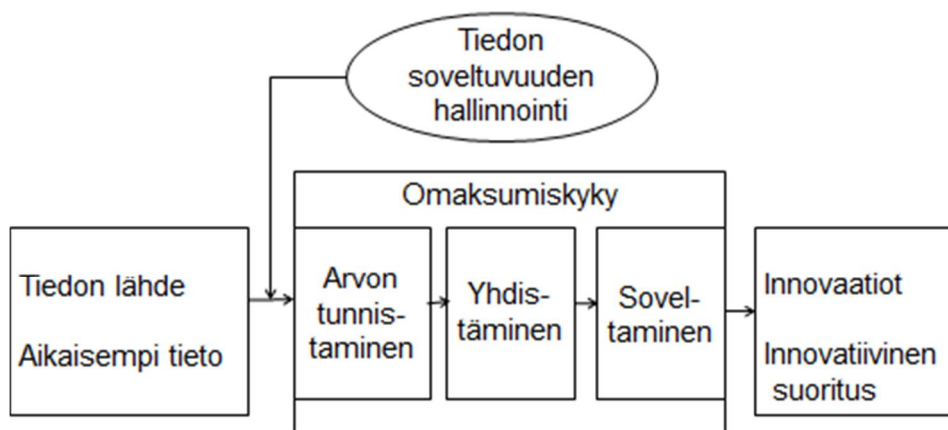 Tiedon
soveltuvuuden
hallinnointi
Omaksumiskyky
Tiedon lähde
Aikaisempi tieto
Arvon
tunnis-
taminen
Yhdis-
täminen
Sovel-
taminen
Innovaatiot
Innovatiivinen
suoritus